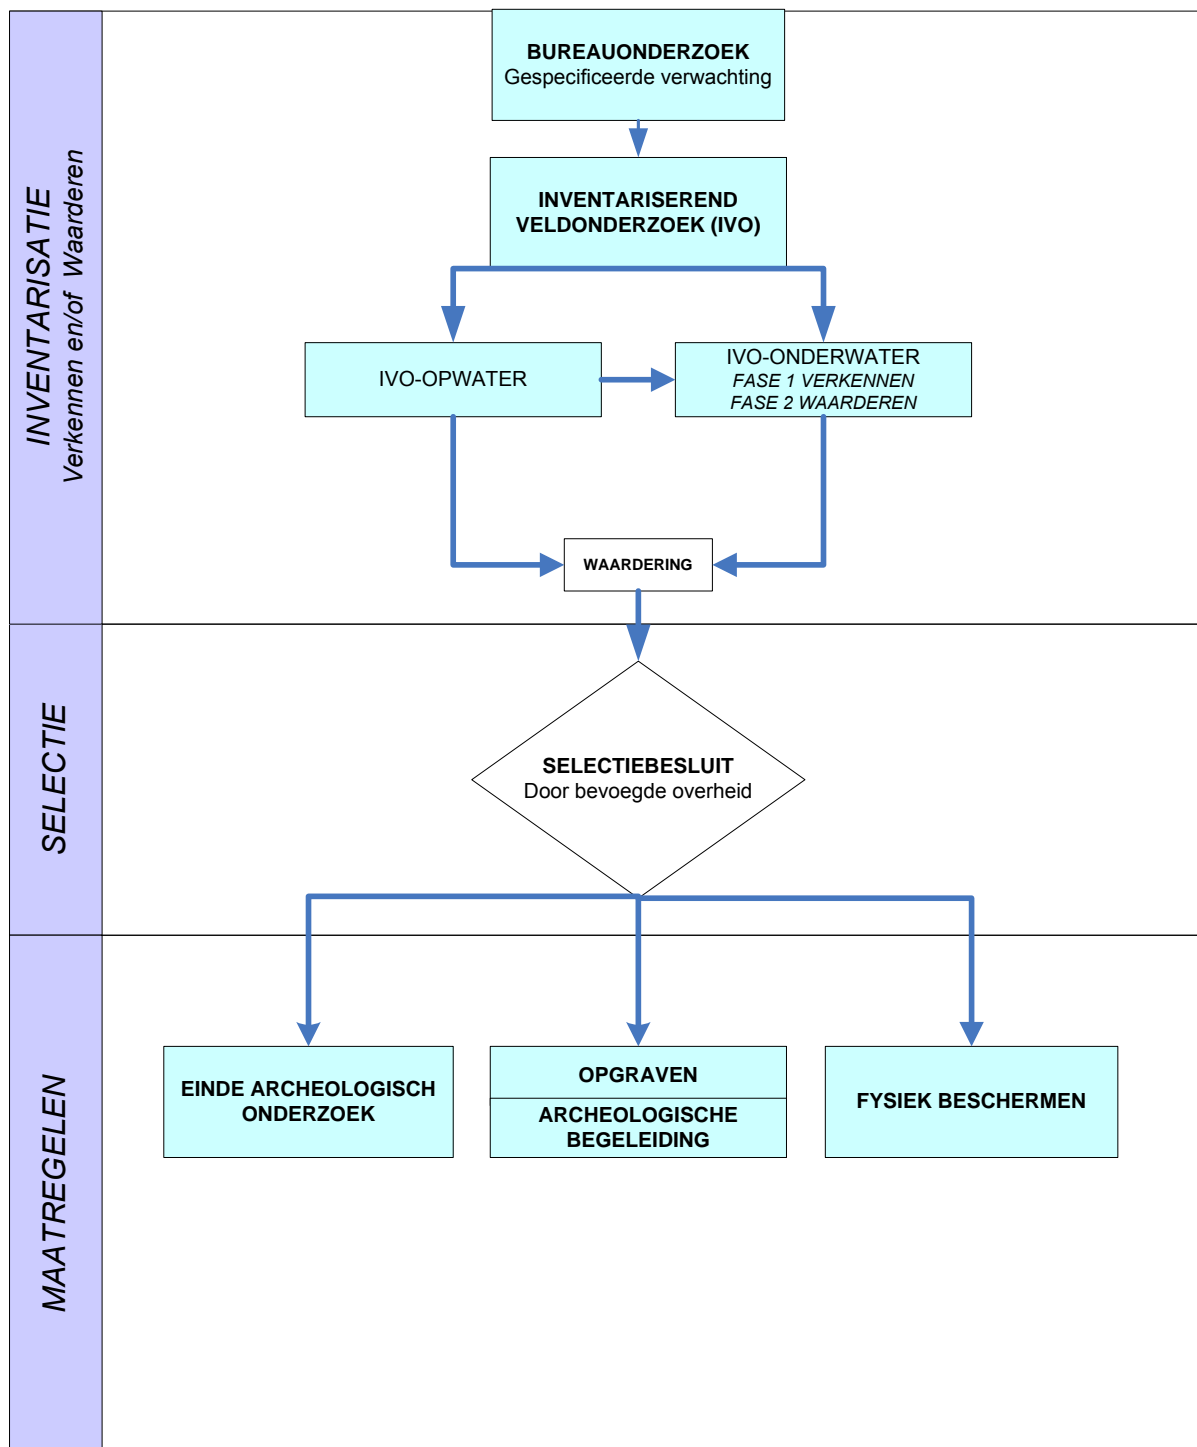 INVENTARISATIE
Verkennen en/of Waarderen
BUREAUONDERZOEK
Gespecificeerde verwachting
INVENTARISEREND
VELDONDERZOEK (IVO)
IVO-OPWATER
IVO-ONDERWATER
FASE 1 VERKENNEN
FASE 2 WAARDEREN
WAARDERING
SELECTIE
SELECTIEBESLUIT
Door bevoegde overheid
MAATREGELEN
EINDE ARCHEOLOGISCH
ONDERZOEK
OPGRAVEN
ARCHEOLOGISCHE
BEGELEIDING
FYSIEK BESCHERMEN